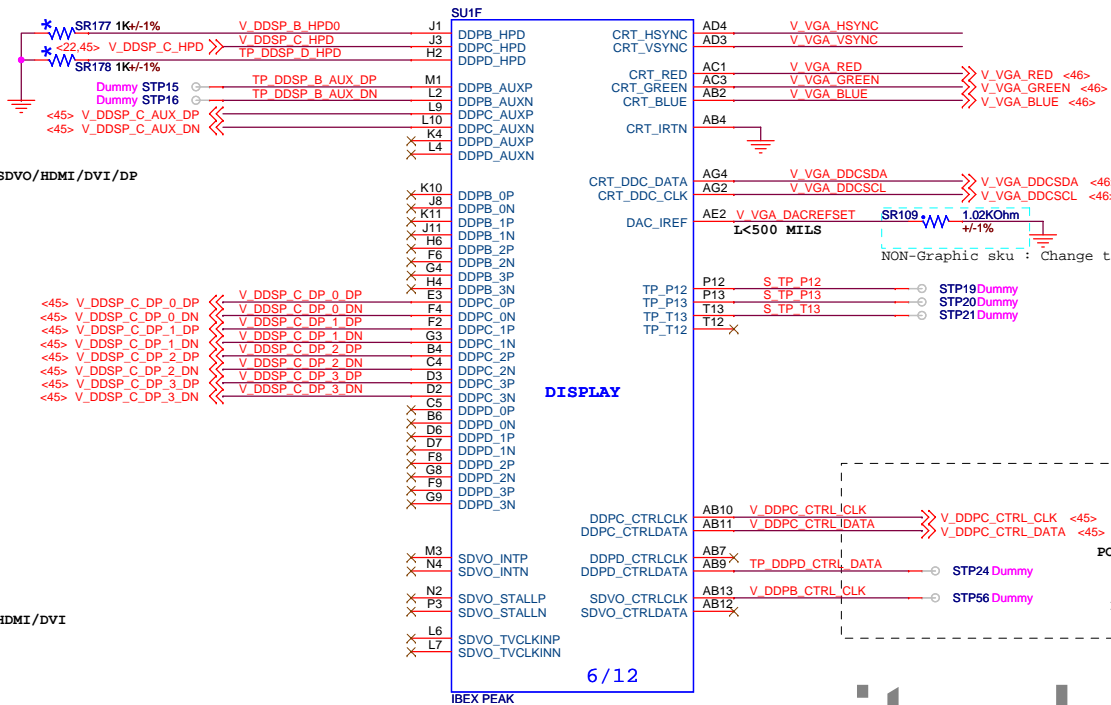 SU1F
SR177 1K+/-1% V_DDSP_B_HPD0 J1 DDPB_HPD
<22,45> V_DDSP_C_HPD V_DDSP_C_HPD J3 DDPC_HPD
SR178 1K+/-1% TP_DDSP_D_HPD H2 DDPD_HPD
Dummy STP15 TP_DDSP_B_AUX_DP M1 DDPB_AUXP
Dummy STP16 TP_DDSP_B_AUX_DN L2 DDPB_AUXN
<45> V_DDSP_C_AUX_DP L9 DDPC_AUXP
<45> V_DDSP_C_AUX_DN L10 DDPC_AUXN
K4 DDPD_AUXP
L4 DDPD_AUXN
SDVO/HDMI/DVI/DP
K10 DDPB_0P
J8 DDPB_0N
K11 DDPB_1P
J11 DDPB_1N
H6 DDPB_2P
F6 DDPB_2N
G4 DDPB_3P
H4 DDPB_3N
<45> V_DDSP_C_DP_0_DP V_DDSP_C_DP_0_DP E3 DDPC_0P
<45> V_DDSP_C_DP_0_DN V_DDSP_C_DP_0_DN F4 DDPC_0N
<45> V_DDSP_C_DP_1_DP V_DDSP_C_DP_1_DP F2 DDPC_1P
<45> V_DDSP_C_DP_1_DN V_DDSP_C_DP_1_DN G3 DDPC_1N
<45> V_DDSP_C_DP_2_DP V_DDSP_C_DP_2_DP B4 DDPC_2P
<45> V_DDSP_C_DP_2_DN V_DDSP_C_DP_2_DN C4 DDPC_2N
<45> V_DDSP_C_DP_3_DP V_DDSP_C_DP_3_DP D3 DDPC_3P
<45> V_DDSP_C_DP_3_DN V_DDSP_C_DP_3_DN D2 DDPC_3N
C5 DDPD_0P
B6 DDPD_0N
D6 DDPD_1P
D7 DDPD_1N
F8 DDPD_2P
G8 DDPD_2N
F9 DDPD_3P
G9 DDPD_3N
M3 SDVO_INTP
N4 SDVO_INTN
N2 SDVO_STALLP
P3 SDVO_STALLN
HDMI/DVI
L6 SDVO_TVCLKINP
L7 SDVO_TVCLKINN
DISPLAY
6/12
IBEX PEAK
CRT_HSYNC AD4 V_VGA_HSYNC
CRT_VSYNC AD3 V_VGA_VSYNC
CRT_RED AC1 V_VGA_RED V_VGA_RED <46>
CRT_GREEN AC3 V_VGA_GREEN V_VGA_GREEN <46>
CRT_BLUE AB2 V_VGA_BLUE V_VGA_BLUE <46>
CRT_IRTN AB4
CRT_DDC_DATA AG4 V_VGA_DDCSDA V_VGA_DDCSDA <46
CRT_DDC_CLK AG2 V_VGA_DDCSCL V_VGA_DDCSCL <46
DAC_IREF AE2 V_VGA_DACREFSET SR109 1.02KOhm
L<500 MILS +/-1%
NON-Graphic sku : Change t
TP_P12 P12 S_TP_P12 STP19 Dummy
TP_P13 P13 S_TP_P13 STP20 Dummy
TP_T13 T13 S_TP_T13 STP21 Dummy
TP_T12 T12
DDPC_CTRLCLK AB10 V_DDPC_CTRL_CLK V_DDPC_CTRL_CLK <45>
DDPC_CTRLDATA AB11 V_DDPC_CTRL_DATA V_DDPC_CTRL_DATA <45>
PO
DDPD_CTRLCLK AB7
DDPD_CTRLDATA AB9 TP_DDPD_CTRL_DATA STP24 Dummy
SDVO_CTRLCLK AB13 V_DDPB_CTRL_CLK STP56 Dummy
SDVO_CTRLDATA AB12